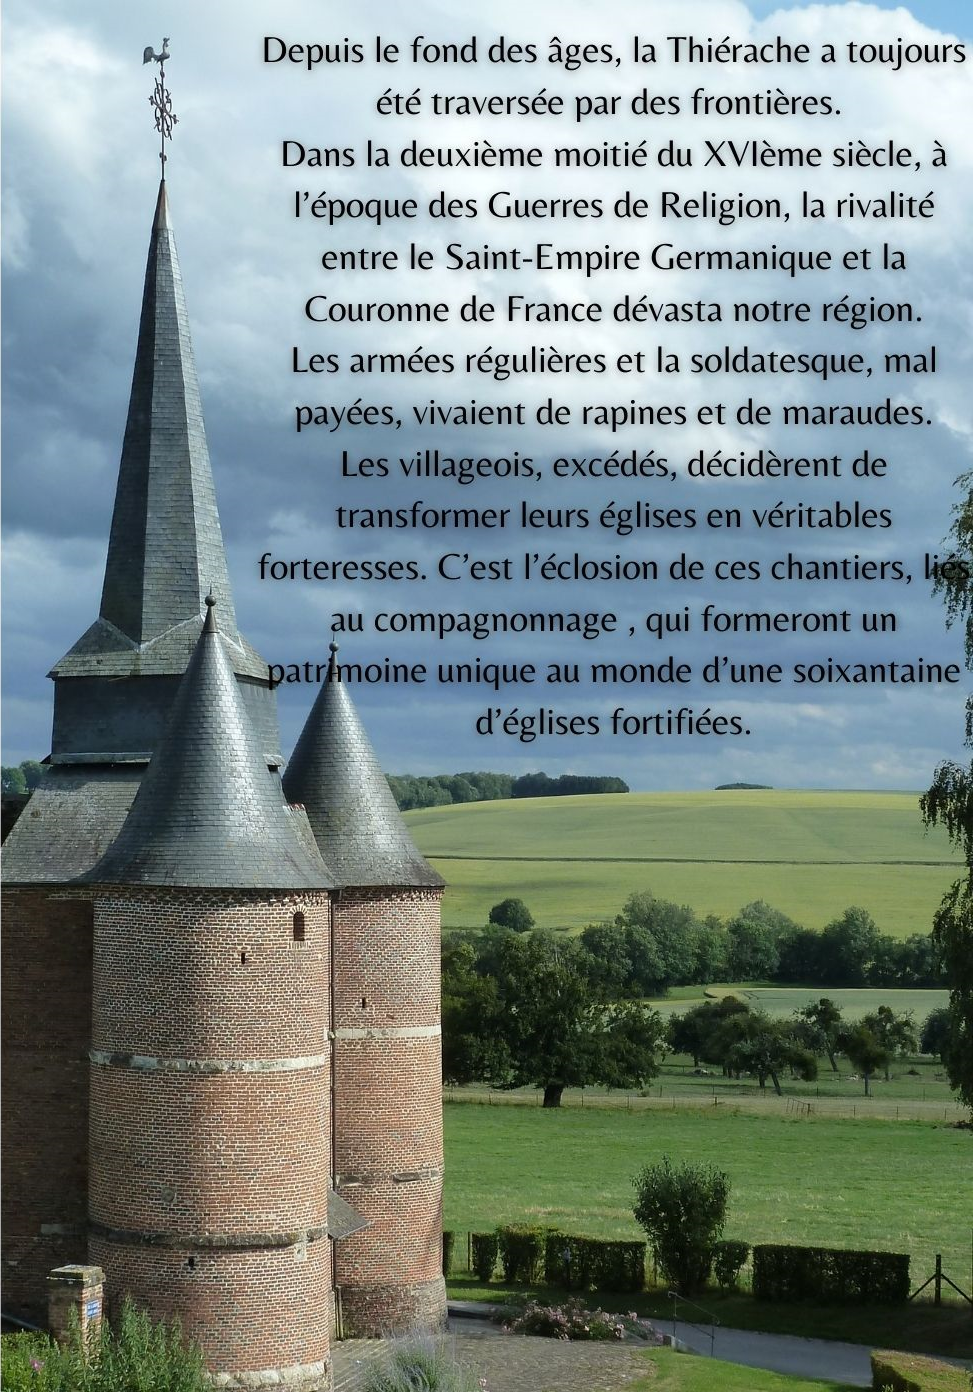 Depuis le fond des âges, la Thiérache a toujours
été traversée par des frontières.
Dans la deuxième moitié du XVIème siècle, à
l’époque des Guerres de Religion, la rivalité
entre le Saint-Empire Germanique et la
Couronne de France dévasta notre région.
Les armées régulières et la soldatesque, mal
payées, vivaient de rapines et de maraudes.
Les villageois, excédés, décidèrent de
transformer leurs églises en véritables
forteresses. C’est l’éclosion de ces chantiers, liés
au compagnonnage , qui formeront un
patrimoine unique au monde d’une soixantaine
d’églises fortifiées.